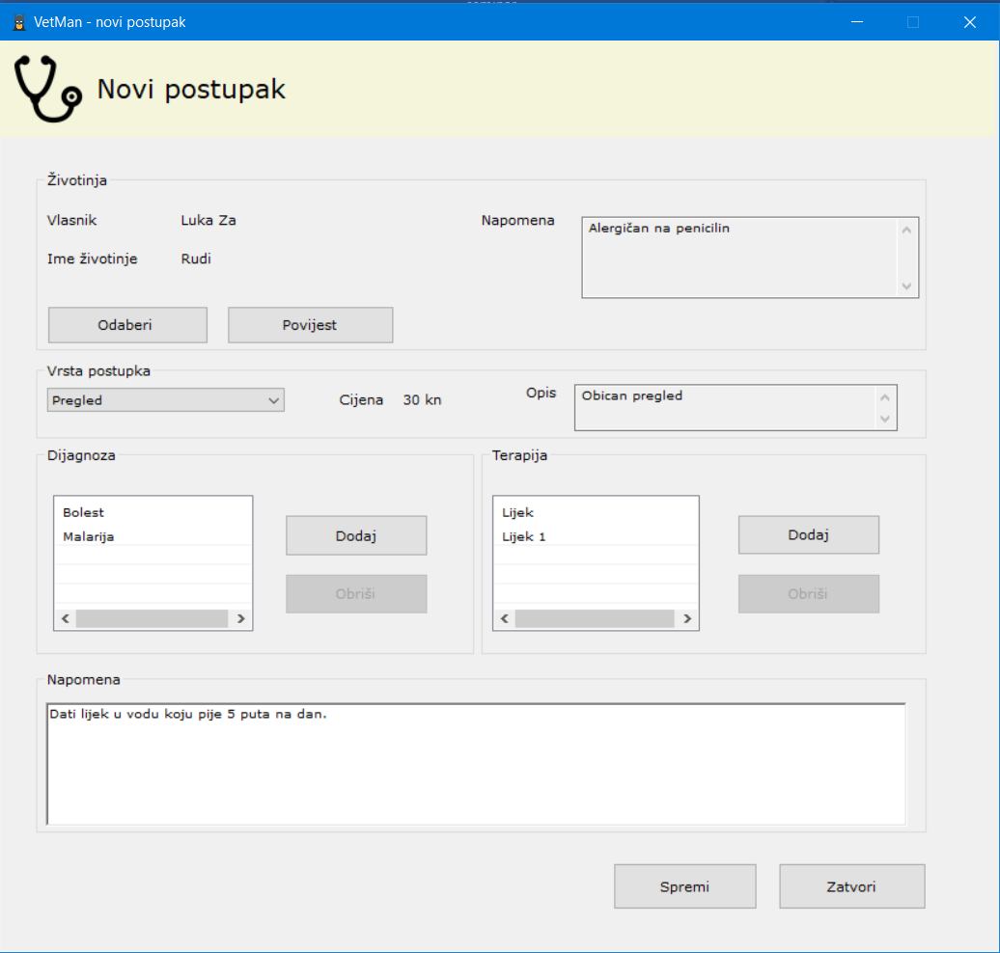 VetMan - novi postupak
Novi postupak
Životinja
Vlasnik Luka Za Napomena Alergičan na penicilin
Ime životinje Rudi
Odaberi Povijest
Vrsta postupka
Pregled Cijena 30 kn Opis Obican pregled
Dijagnoza
Bolest
Malarija
Dodaj
Obriši
Terapija
Lijek
Lijek 1
Dodaj
Obriši
Napomena
Dati lijek u vodu koju pije 5 puta na dan.
Spremi Zatvori